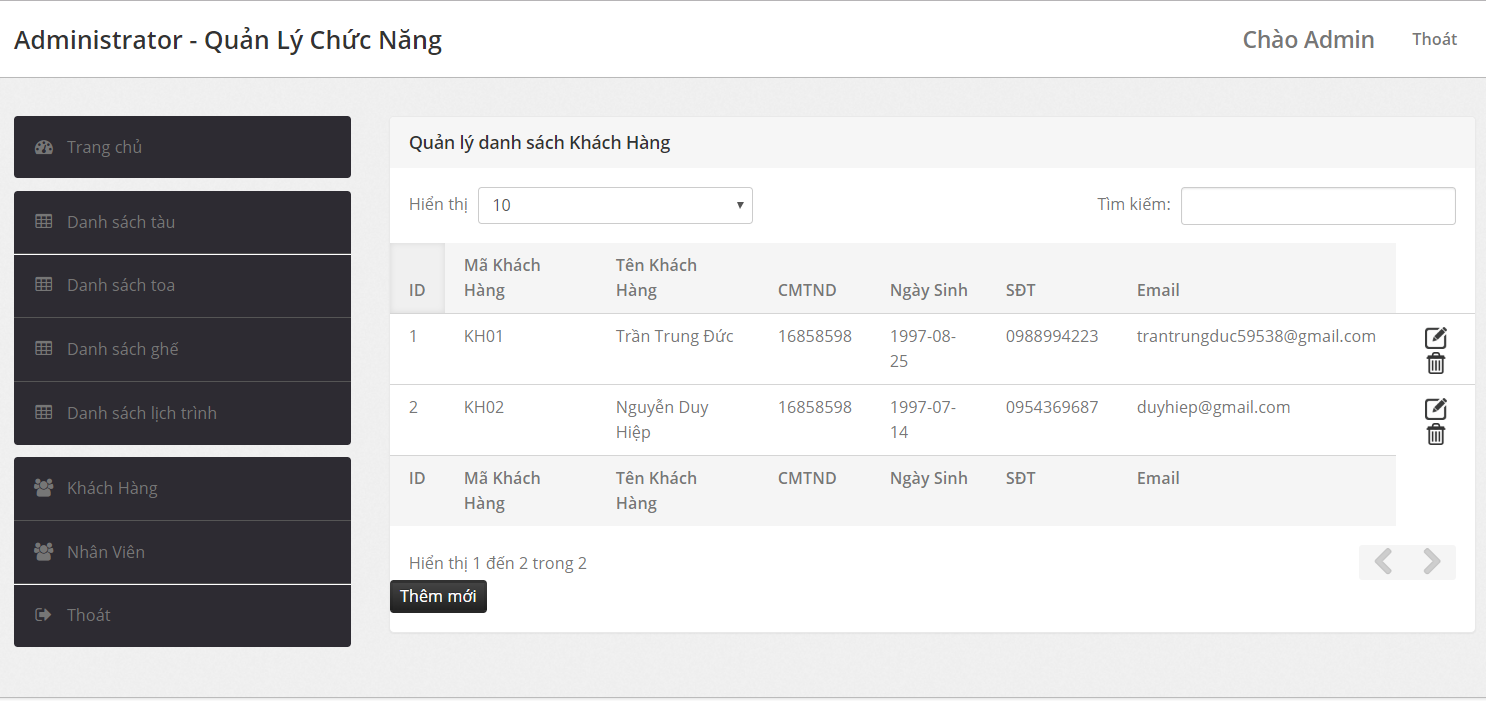 Administrator - Quản Lý Chức Năng
Chào Admin
Thoát
Trang chủ
Danh sách tàu
Danh sách toa
Danh sách ghế
Danh sách lịch trình
Khách Hàng
Nhân Viên
Thoát
Quản lý danh sách Khách Hàng
Hiển thị 10
Tìm kiếm:
ID Mã Khách Hàng Tên Khách Hàng CMTND Ngày Sinh SĐT Email
1 KH01 Trần Trung Đức 16858598 1997-08-25 0988994223 trantrungduc59538@gmail.com
2 KH02 Nguyễn Duy Hiệp 16858598 1997-07-14 0954369687 duyhiep@gmail.com
ID Mã Khách Hàng Tên Khách Hàng CMTND Ngày Sinh SĐT Email
Hiển thị 1 đến 2 trong 2
Thêm mới